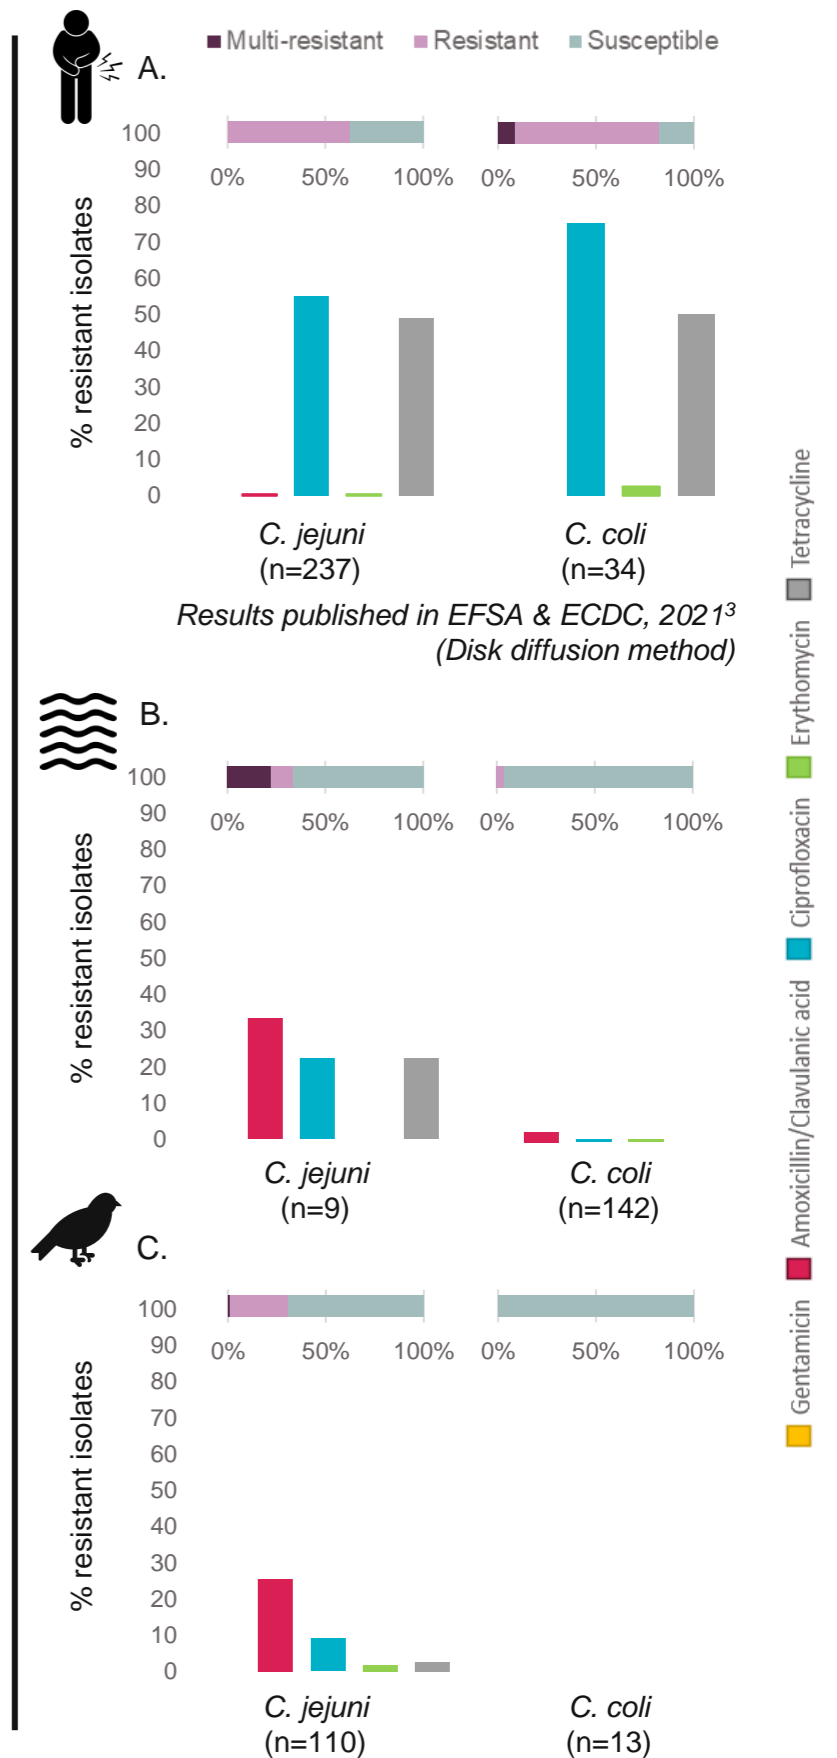 Multi-resistant Resistant Susceptible
A.
% resistant isolates
100
90
80
70
60
50
40
30
20
10
0
0% 50% 100%
0% 50% 100%
C. jejuni
(n=237)
C. coli
(n=34)
Results published in EFSA & ECDC, 2021³
(Disk diffusion method)
B.
% resistant isolates
100
90
80
70
60
50
40
30
20
10
0
0% 50% 100%
0% 50% 100%
C. jejuni
(n=9)
C. coli
(n=142)
C.
% resistant isolates
100
90
80
70
60
50
40
30
20
10
0
0% 50% 100%
0% 50% 100%
C. jejuni
(n=110)
C. coli
(n=13)
Gentamicin Amoxicillin/Clavulanic acid Ciprofloxacin Erythomycin Tetracycline